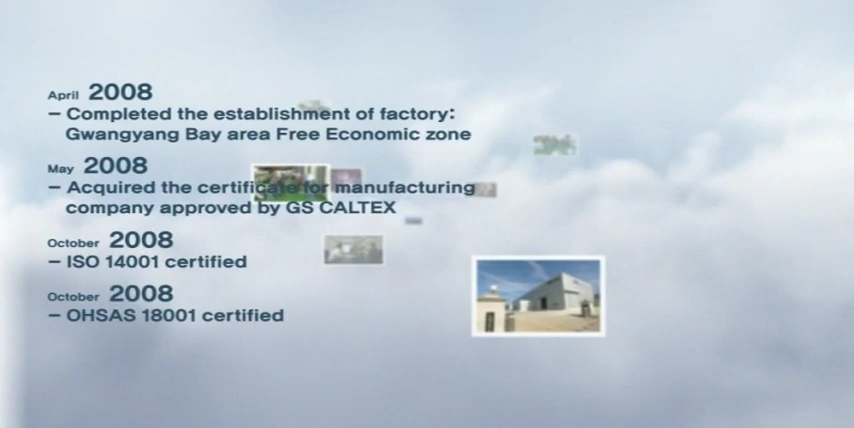 April 2008
– Completed the establishment of factory:
Gwangyang Bay area Free Economic zone
May 2008
– Acquired the certificate for manufacturing
company approved by GS CALTEX
October 2008
– ISO 14001 certified
October 2008
– OHSAS 18001 certified